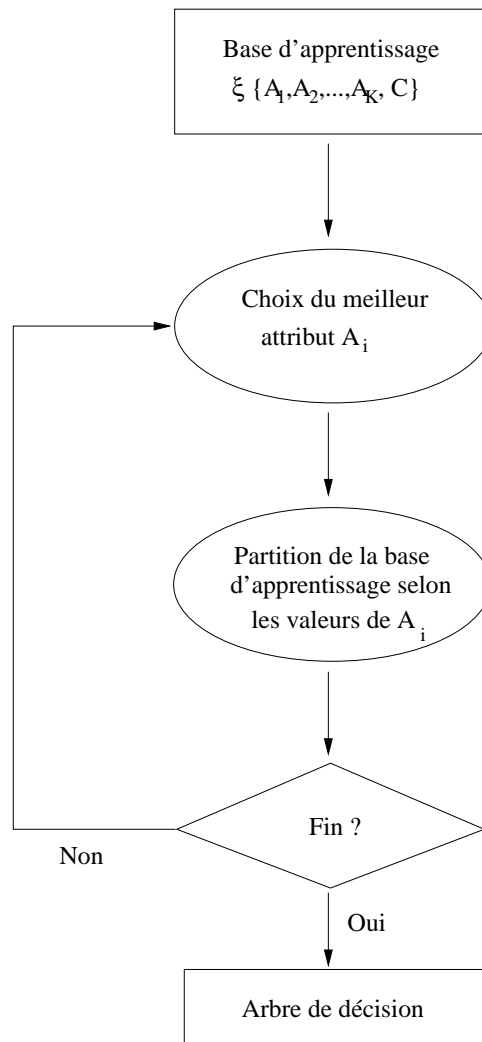 Base d'apprentissage
ξ {A1,A2,...,AK, C}
Choix du meilleur
attribut Ai
Partition de la base
d'apprentissage selon
les valeurs de Ai
Fin ?
Non
Oui
Arbre de décision